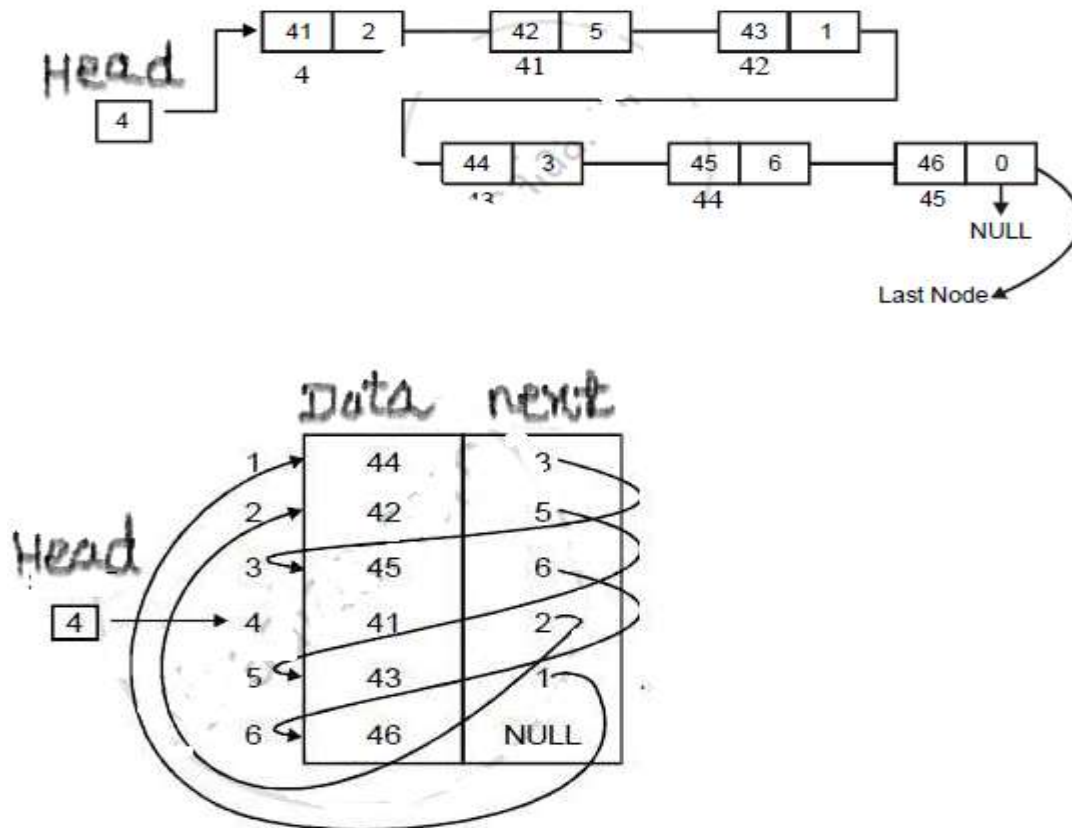 41 2 42 5 43 1
4 41 42
Head
4
44 3 45 6 46 0
43 44 45
NULL
Last Node
Data next
1 44 3
2 42 5
Head
3 45 6
4 4 41 2
5 43 1
6 46 NULL